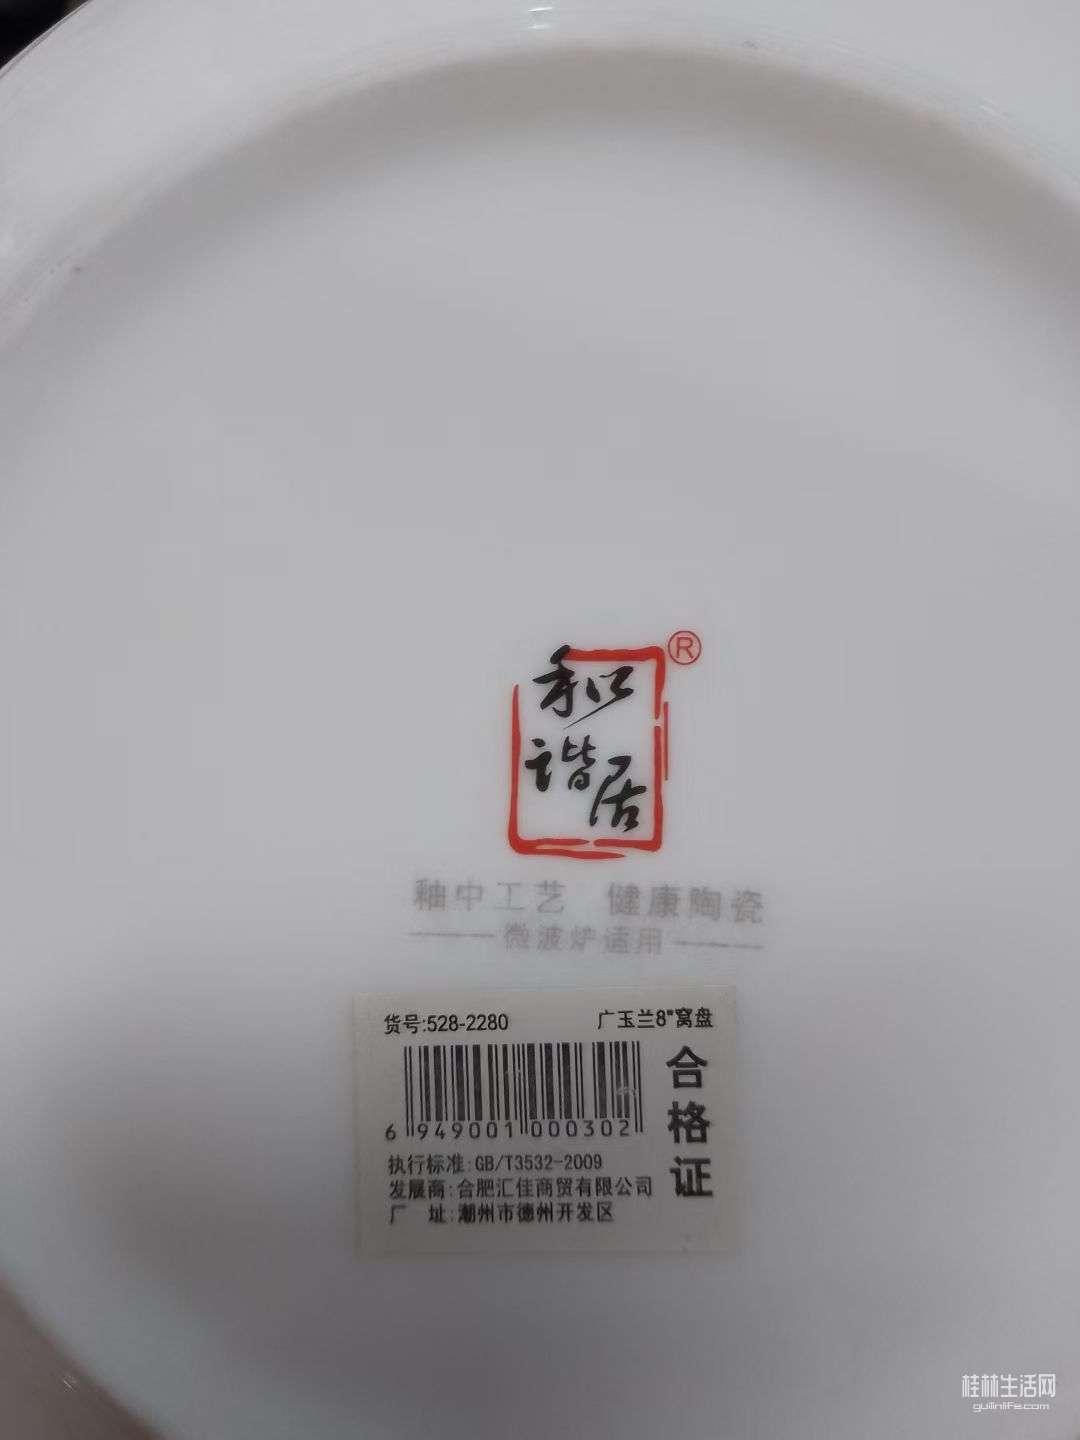 和
®
谐居
釉中工艺 健康陶瓷
微波炉适用
货号:528-2280 广玉兰8"窝盘
6 949001 000302
合格证
执行标准:GB/T3532-2009
发展商:合肥汇佳商贸有限公司
厂 址:潮州市德州开发区
桂林生活网
guilinlife.com